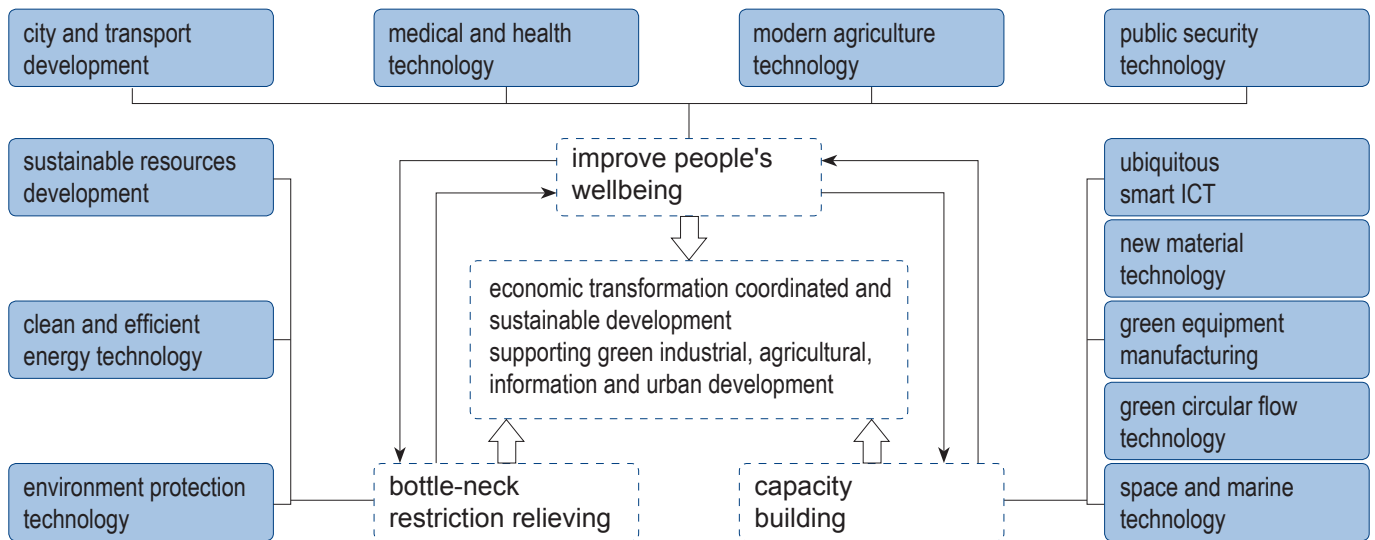 city and transport
development
medical and health
technology
modern agriculture
technology
public security
technology
sustainable resources
development
improve people's
wellbeing
ubiquitous
smart ICT
new material
technology
economic transformation coordinated and
sustainable development
supporting green industrial, agricultural,
information and urban development
clean and efficient
energy technology
green equipment
manufacturing
green circular flow
technology
environment protection
technology
bottle-neck
restriction relieving
capacity
building
space and marine
technology